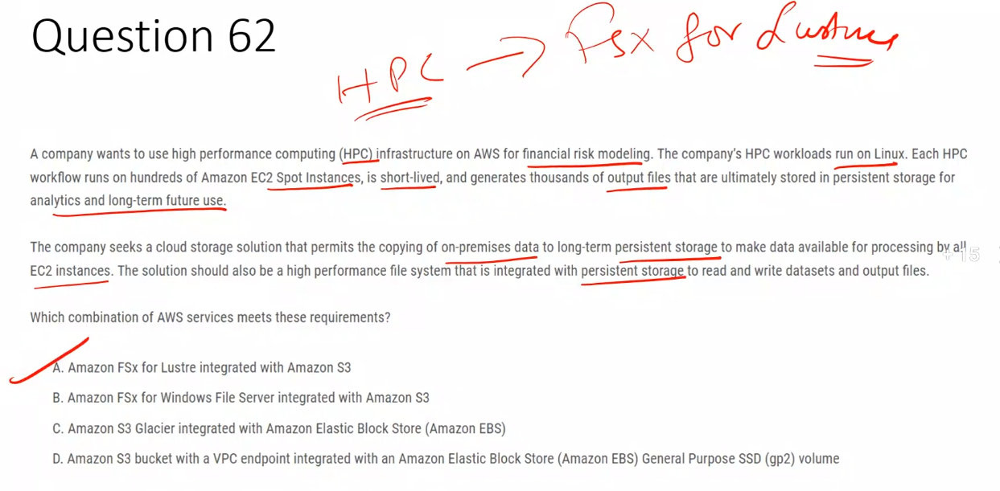 Question 62
HPC → FSx for Lustre
A company wants to use high performance computing (HPC) infrastructure on AWS for financial risk modeling. The company's HPC workloads run on Linux. Each HPC
workflow runs on hundreds of Amazon EC2 Spot Instances, is short-lived, and generates thousands of output files that are ultimately stored in persistent storage for
analytics and long-term future use.
The company seeks a cloud storage solution that permits the copying of on-premises data to long-term persistent storage to make data available for processing by all
+ 15
EC2 instances. The solution should also be a high performance file system that is integrated with persistent storage to read and write datasets and output files.
Which combination of AWS services meets these requirements?
A. Amazon FSx for Lustre integrated with Amazon S3
B. Amazon FSx for Windows File Server integrated with Amazon S3
C. Amazon S3 Glacier integrated with Amazon Elastic Block Store (Amazon EBS)
D. Amazon S3 bucket with a VPC endpoint integrated with an Amazon Elastic Block Store (Amazon EBS) General Purpose SSD (gp2) volume